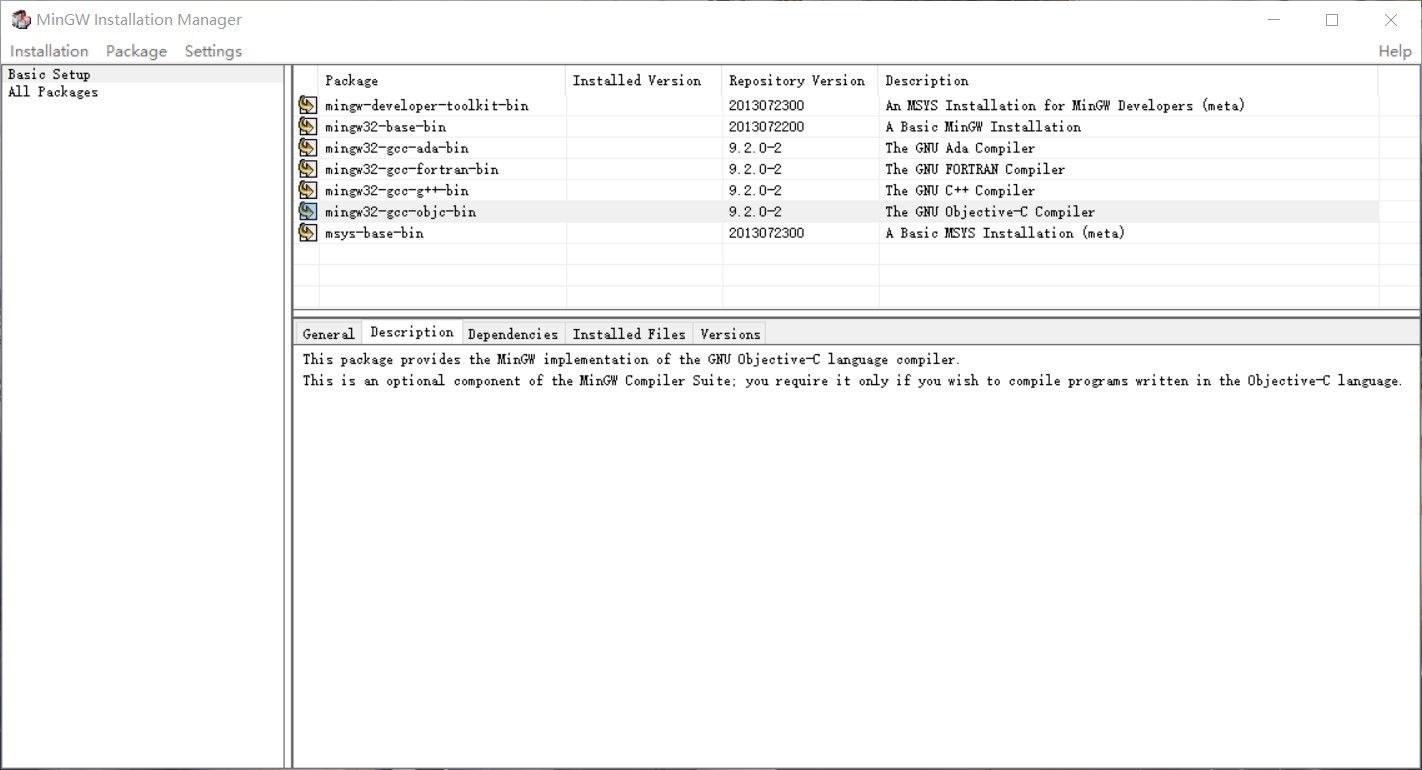 MinGW Installation Manager
Installation Package Settings Help
Basic Setup
All Packages
Package Installed Version Repository Version Description
mingw-developer-toolkit-bin 2013072300 An MSYS Installation for MinGW Developers (meta)
mingw32-base-bin 2013072200 A Basic MinGW Installation
mingw32-gcc-ada-bin 9.2.0-2 The GNU Ada Compiler
mingw32-gcc-fortran-bin 9.2.0-2 The GNU FORTRAN Compiler
mingw32-gcc-g++-bin 9.2.0-2 The GNU C++ Compiler
mingw32-gcc-objc-bin 9.2.0-2 The GNU Objective-C Compiler
msys-base-bin 2013072300 A Basic MSYS Installation (meta)
General Description Dependencies Installed Files Versions
This package provides the MinGW implementation of the GNU Objective-C language compiler.
This is an optional component of the MinGW Compiler Suite; you require it only if you wish to compile programs written in the Objective-C language.